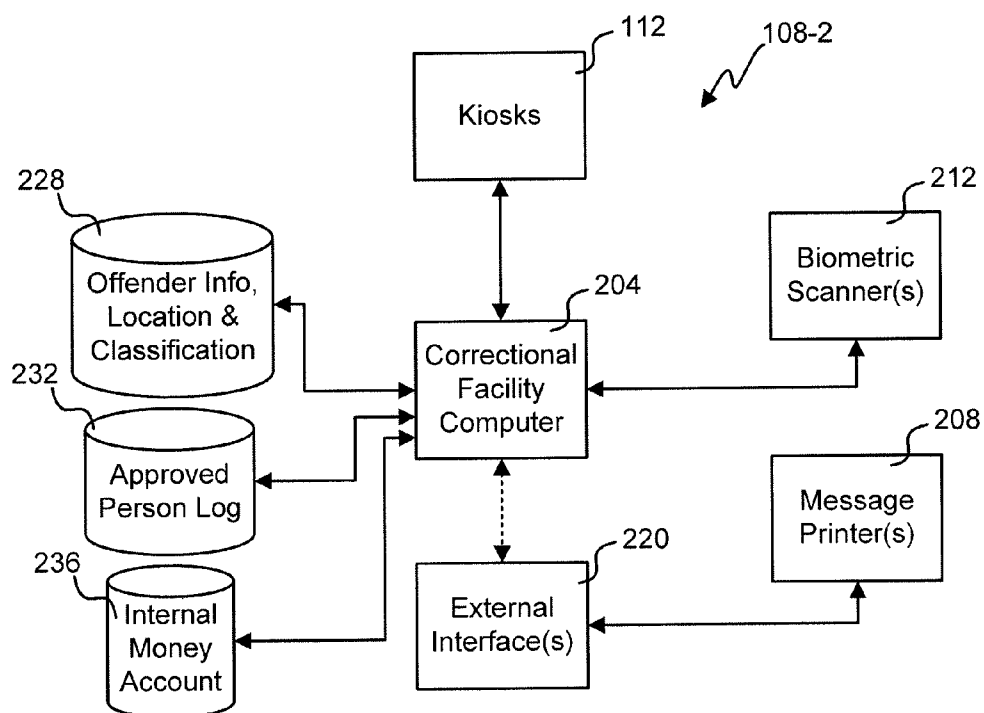 112
108-2
Kiosks
228
212
Offender Info,
Location &
Classification
204
Biometric
Scanner(s)
Correctional
Facility
Computer
232
208
Approved
Person Log
Message
Printer(s)
236
220
Internal
Money
Account
External
Interface(s)